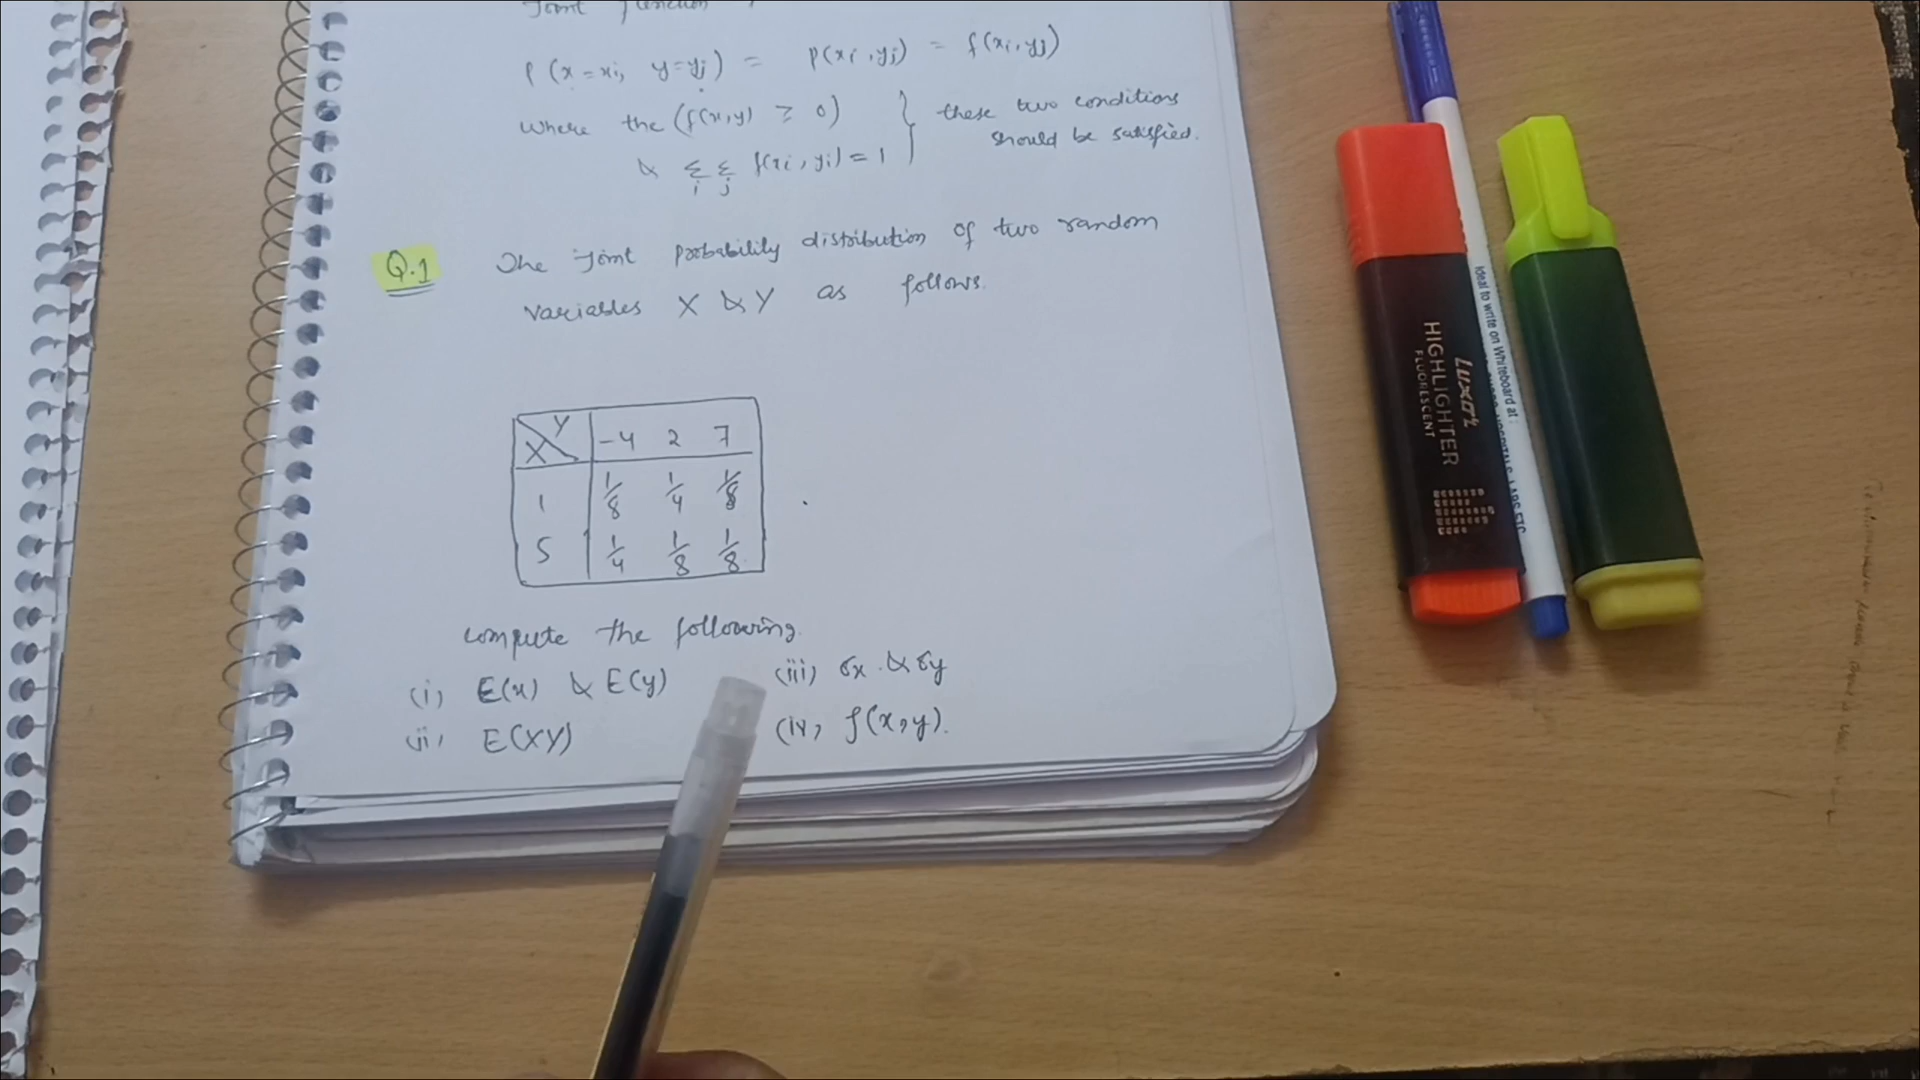 Joint function
P(x=xi, y=yj) = P(xi, yj) = f(xi, yj)
Where the (f(x,y) ≥ 0) } these two conditions
& Σ Σ f(xi, yi) = 1 should be satisfied.
i j
Q.1 The Joint Probability distribution of two random
Variables X & Y as follows.
Y
X -4 2 7
1 1/8 1/4 1/8
5 1/4 1/8 1/8
compute the following.
(i) E(x) & E(y) (iii) σx & σy
(ii) E(XY) (iv) ρ(x,y).
Luxor
HIGHLIGHTER
FLUORESCENT
Ideal to write on Whiteboard at :